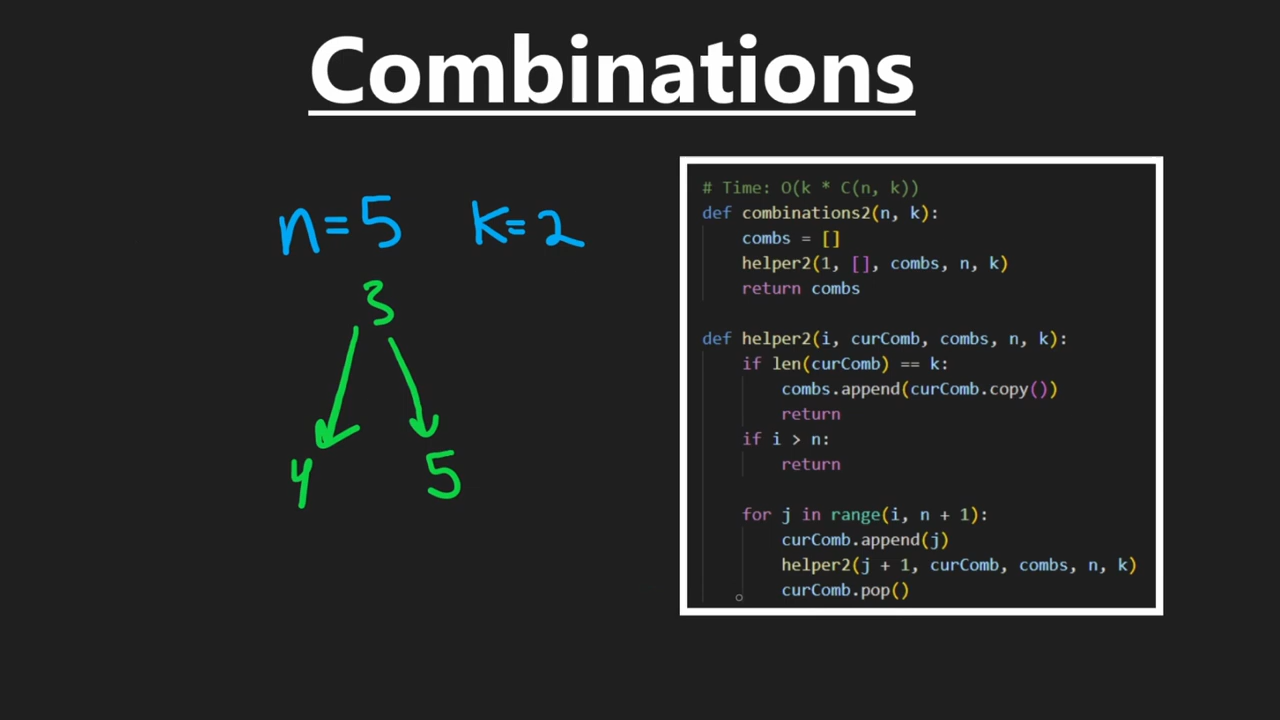 Combinations
n=5 k=2
3
4 5
# Time: O(k * C(n, k))
def combinations2(n, k):
    combs = []
    helper2(1, [], combs, n, k)
    return combs

def helper2(i, curComb, combs, n, k):
    if len(curComb) == k:
        combs.append(curComb.copy())
        return
    if i > n:
        return

    for j in range(i, n + 1):
        curComb.append(j)
        helper2(j + 1, curComb, combs, n, k)
        curComb.pop()